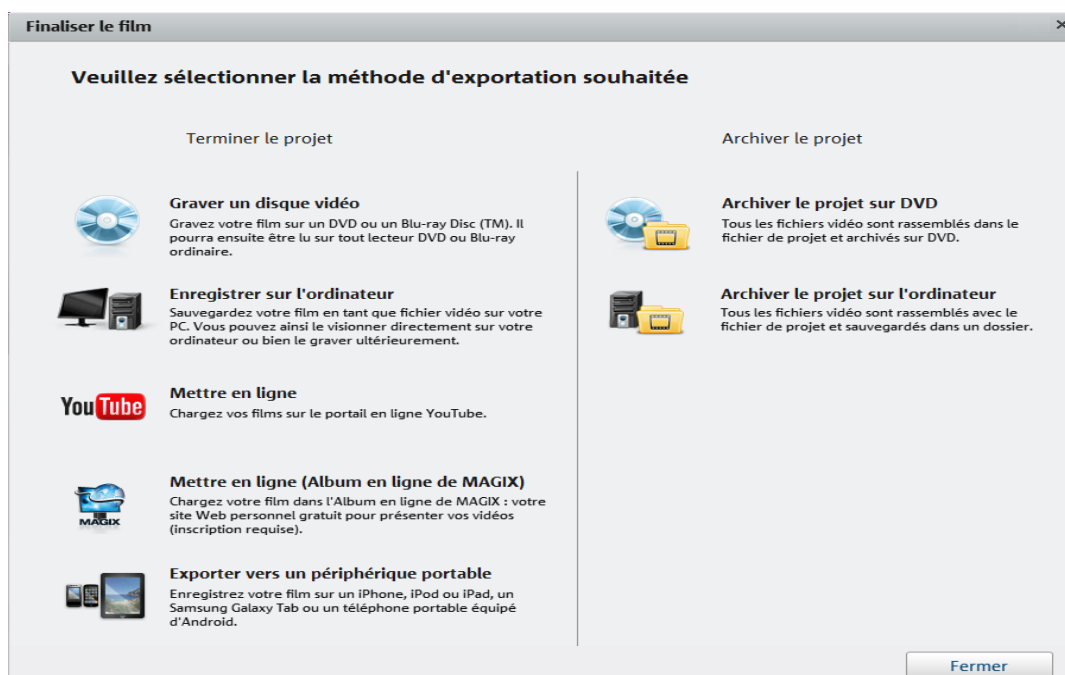 Finaliser le film
Veuillez sélectionner la méthode d'exportation souhaitée
Terminer le projet
Graver un disque vidéo
Gravez votre film sur un DVD ou un Blu-ray Disc (TM). Il
pourra ensuite être lu sur tout lecteur DVD ou Blu-ray
ordinaire.
Enregistrer sur l'ordinateur
Sauvegardez votre film en tant que fichier vidéo sur votre
PC. Vous pouvez ainsi le visionner directement sur votre
ordinateur ou bien le graver ultérieurement.
YouTube
Mettre en ligne
Chargez vos films sur le portail en ligne YouTube.
MAGIX
Mettre en ligne (Album en ligne de MAGIX)
Chargez votre film dans l'Album en ligne de MAGIX : votre
site Web personnel gratuit pour présenter vos vidéos
(inscription requise).
Exporter vers un périphérique portable
Enregistrez votre film sur un iPhone, iPod ou iPad, un
Samsung Galaxy Tab ou un téléphone portable équipé
d'Android.
Archiver le projet
Archiver le projet sur DVD
Tous les fichiers vidéo sont rassemblés dans le
fichier de projet et archivés sur DVD.
Archiver le projet sur l'ordinateur
Tous les fichiers vidéo sont rassemblés avec le
fichier de projet et sauvegardés dans un dossier.
Fermer